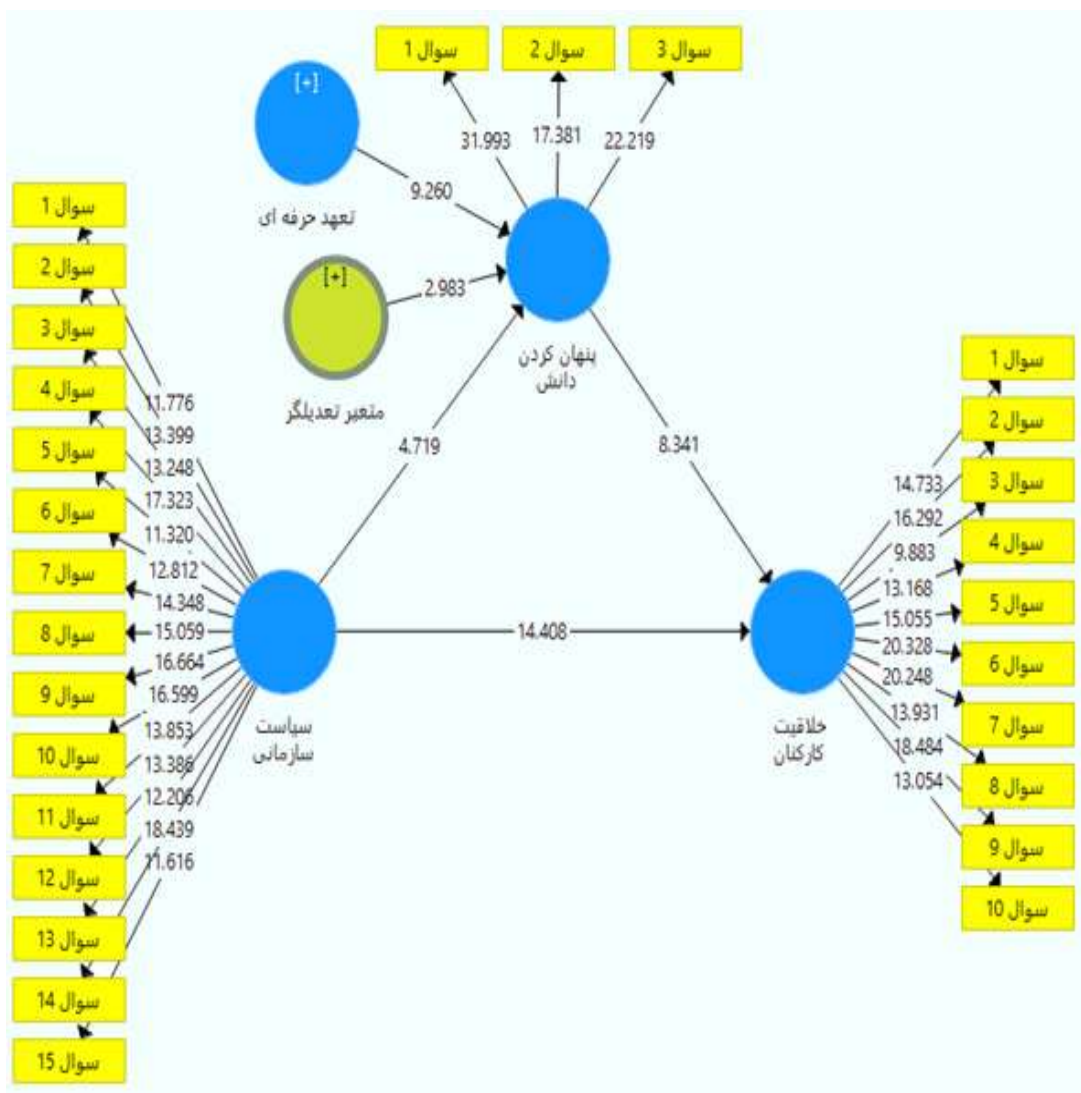 سوال 1
سوال 2
سوال 3
[+]
31.993
17.381
22.219
9.260
تعهد حرفه ای
[+]
2.983
متغیر تعدیلگر
پنهان کردن
دانش
4.719
8.341
سوال 1
سوال 2
سوال 3
سوال 4
سوال 5
سوال 6
سوال 7
سوال 8
سوال 9
سوال 10
سوال 11
سوال 12
سوال 13
سوال 14
سوال 15
11.776
13.399
13.248
17.323
11.320
12.812
14.348
15.059
16.664
16.599
13.853
13.386
12.206
18.439
11.616
سیاست
سازمانی
14.408
خلاقیت
کارکنان
14.733
16.292
9.883
13.168
15.055
20.328
20.248
13.931
18.484
13.054
سوال 1
سوال 2
سوال 3
سوال 4
سوال 5
سوال 6
سوال 7
سوال 8
سوال 9
سوال 10